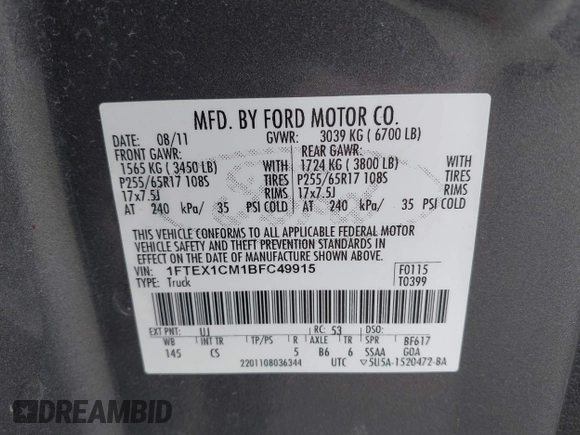 MFD. BY FORD MOTOR CO.
DATE: 08/11 GVWR: 3039 KG ( 6700 LB)
FRONT GAWR: REAR GAWR:
1565 KG ( 3450 LB) WITH 1724 KG ( 3800 LB) WITH
P255/65R17 108S TIRES P255/65R17 108S TIRES
17x7.5J RIMS 17x7.5J RIMS
AT 240 kPa/ 35 PSI COLD AT 240 kPa/ 35 PSI COLD
THIS VEHICLE CONFORMS TO ALL APPLICABLE FEDERAL MOTOR
VEHICLE SAFETY AND THEFT PREVENTION STANDARDS IN
EFFECT ON THE DATE OF MANUFACTURE SHOWN ABOVE.
VIN: 1FTEX1CM1BFC49915 F0115
TYPE: Truck T0399
EXT PNT: UJ RC: 53 DSO:
WB INT TR TP/PS R AXLE TR SPR BF617
145 CS 5 B6 6 SSAA GOA
2201108036344 UTC ▽5U5A-1520472-BA
DREAMBID